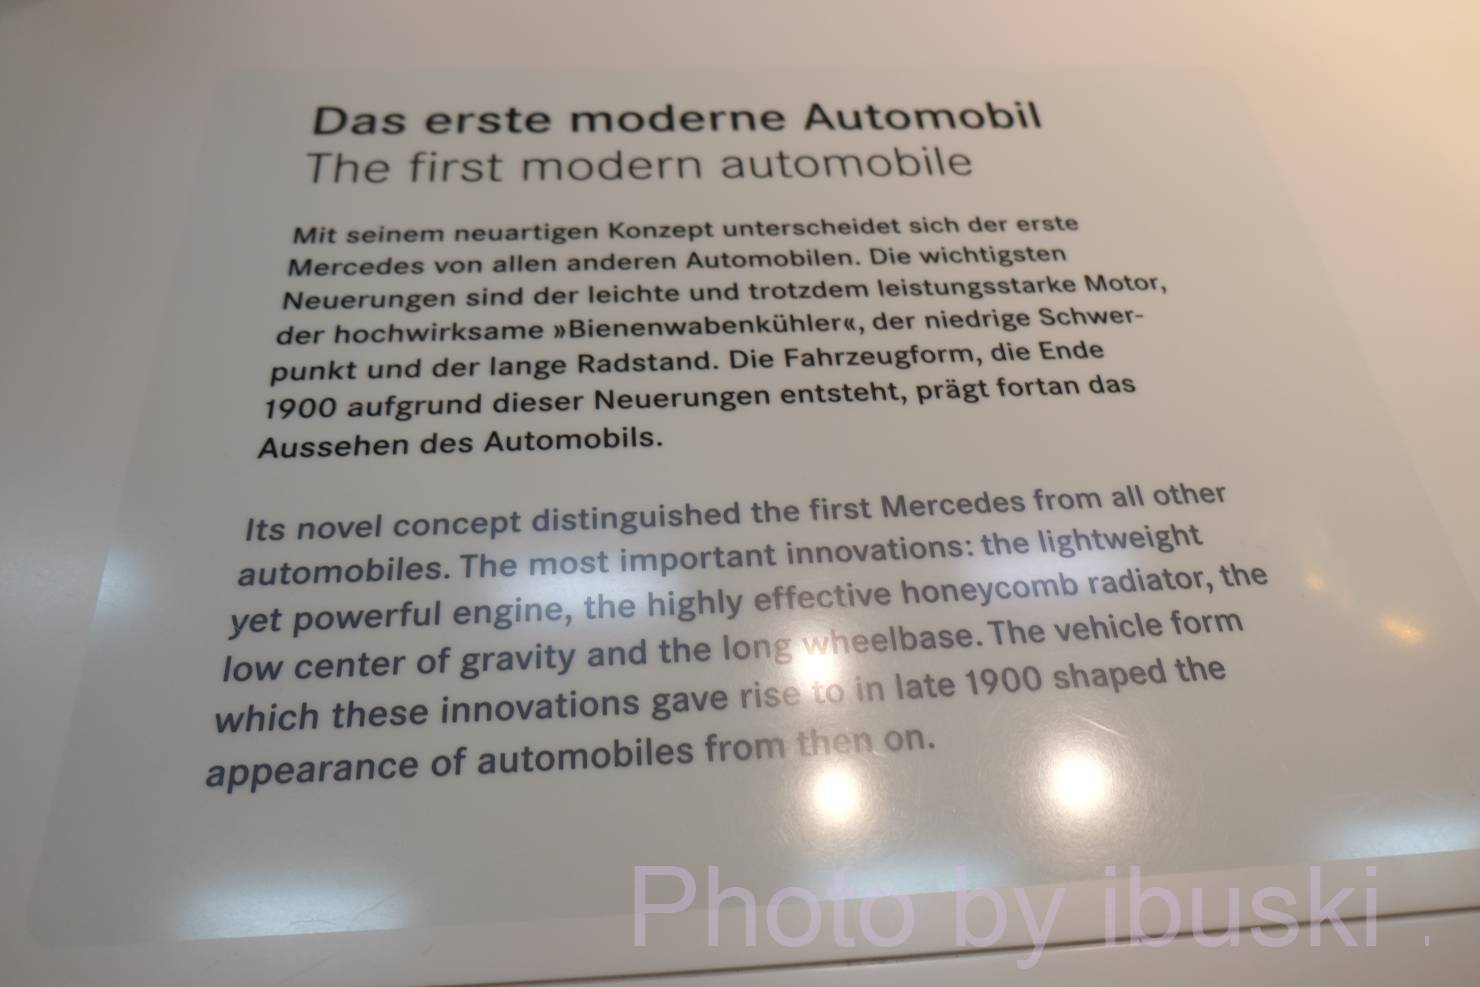 Das erste moderne Automobil
The first modern automobile
Mit seinem neuartigen Konzept unterscheidet sich der erste
Mercedes von allen anderen Automobilen. Die wichtigsten
Neuerungen sind der leichte und trotzdem leistungsstarke Motor,
der hochwirksame »Bienenwabenkühler«, der niedrige Schwer-
punkt und der lange Radstand. Die Fahrzeugform, die Ende
1900 aufgrund dieser Neuerungen entsteht, prägt fortan das
Aussehen des Automobils.
Its novel concept distinguished the first Mercedes from all other
automobiles. The most important innovations: the lightweight
yet powerful engine, the highly effective honeycomb radiator, the
low center of gravity and the long wheelbase. The vehicle form
which these innovations gave rise to in late 1900 shaped the
appearance of automobiles from then on.
Photo by ibuski